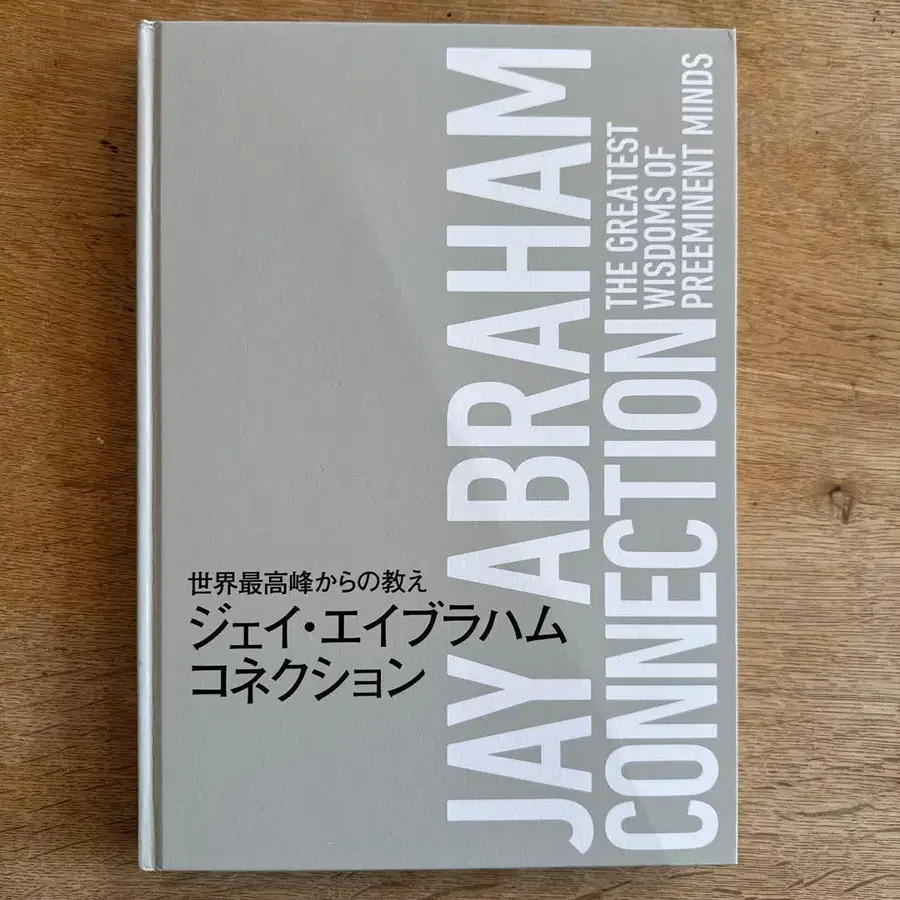 JAY ABRAHAM
CONNECTION
THE GREATEST
WISDOMS OF
PREEMINENT MINDS
世界最高峰からの教え
ジェイ・エイブラハム
コネクション